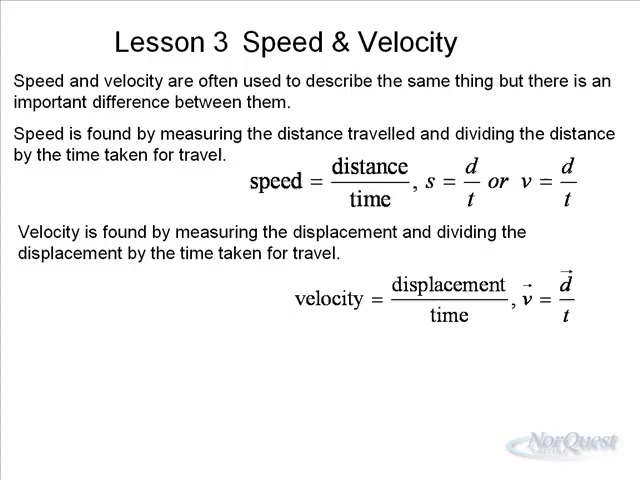 Lesson 3 Speed & Velocity
Speed and velocity are often used to describe the same thing but there is an
important difference between them.
Speed is found by measuring the distance travelled and dividing the distance
by the time taken for travel.
speed = distance / time , s = d / t or v = d / t
Velocity is found by measuring the displacement and dividing the
displacement by the time taken for travel.
velocity = displacement / time , v⃗ = d⃗ / t
NorQuest
COLLEGE